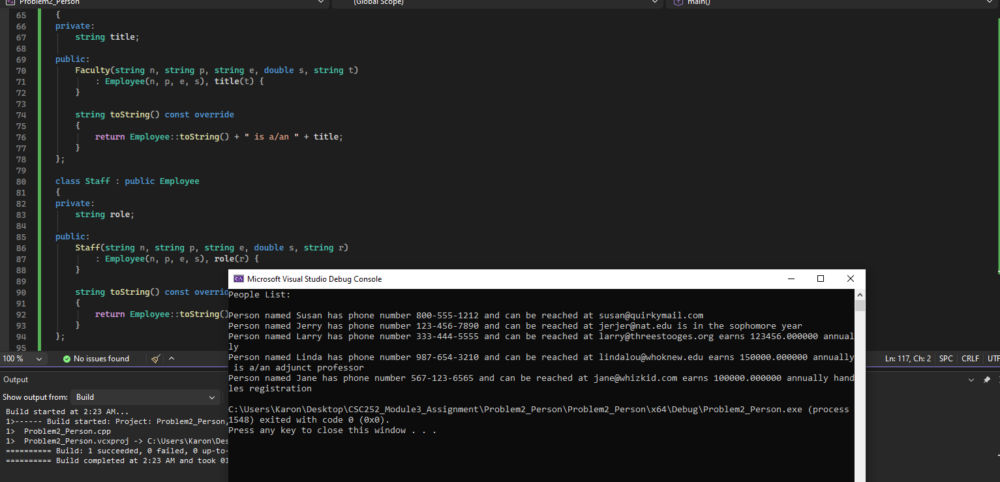 Problem2_Person
(Global Scope)
main()
65 {
66 private:
67 string title;
68
69 public:
70 Faculty(string n, string p, string e, double s, string t)
71 : Employee(n, p, e, s), title(t) {
72 }
73
74 string toString() const override
75 {
76 return Employee::toString() + " is a/an " + title;
77 }
78 };
79
80 class Staff : public Employee
81 {
82 private:
83 string role;
84
85 public:
86 Staff(string n, string p, string e, double s, string r)
87 : Employee(n, p, e, s), role(r) {
88 }
89
90 string toString() const overrid
91 {
92 return Employee::toString()
93 }
94 };
95
100 %
No issues found
Ln: 117, Ch: 2 SPC CRLF UTF
Output
Show output from: Build
Build started at 2:23 AM...
1>------ Build started: Project: Problem2_Person,
1> Problem2_Person.cpp
1> Problem2_Person.vcxproj -> C:\Users\Karon\Des
========== Build: 1 succeeded, 0 failed, 0 up-to-
========== Build completed at 2:23 AM and took 01
Microsoft Visual Studio Debug Console
People List:
Person named Susan has phone number 800-555-1212 and can be reached at susan@quirkymail.com
Person named Jerry has phone number 123-456-7890 and can be reached at jerjer@nat.edu is in the sophomore year
Person named Larry has phone number 333-444-5555 and can be reached at larry@threestooges.org earns 123456.000000 annual
ly
Person named Linda has phone number 987-654-3210 and can be reached at lindalou@whoknew.edu earns 150000.000000 annually
is a/an adjunct professor
Person named Jane has phone number 567-123-6565 and can be reached at jane@whizkid.com earns 100000.000000 annually hand
les registration
C:\Users\Karon\Desktop\CSC252_Module3_Assignment\Problem2_Person\Problem2_Person\x64\Debug\Problem2_Person.exe (process
1548) exited with code 0 (0x0).
Press any key to close this window . . .